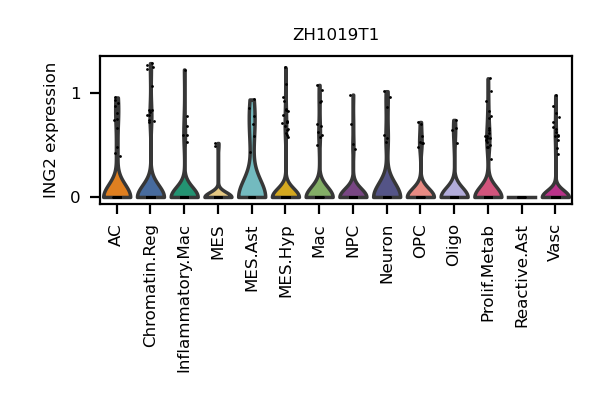 ZH1019T1
ING2 expression
1
0
AC
Chromatin.Reg
Inflammatory.Mac
MES
MES.Ast
MES.Hyp
Mac
NPC
Neuron
OPC
Oligo
Prolif.Metab
Reactive.Ast
Vasc